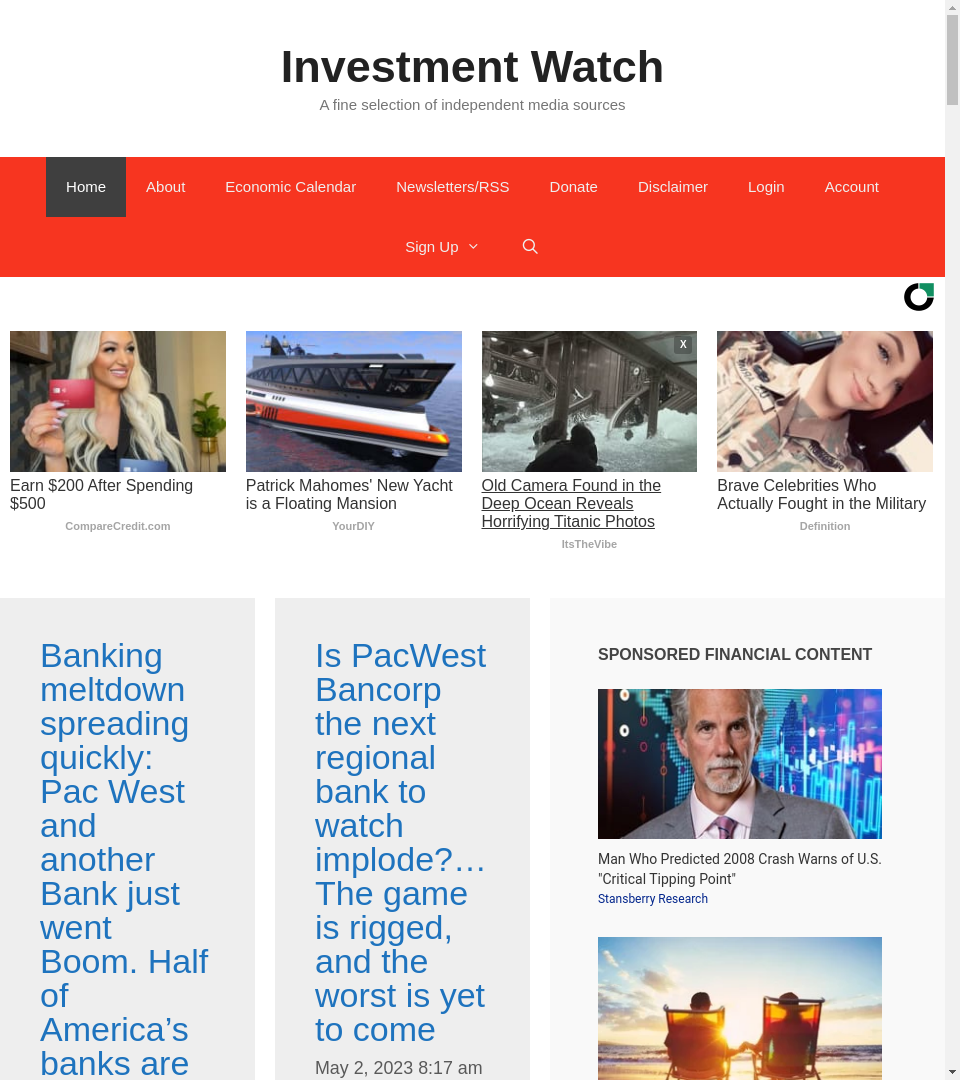 Investment Watch
A fine selection of independent media sources
Home About Economic Calendar Newsletters/RSS Donate Disclaimer Login Account
Sign Up
X
Earn $200 After Spending
$500
CompareCredit.com
Patrick Mahomes' New Yacht
is a Floating Mansion
YourDIY
Old Camera Found in the
Deep Ocean Reveals
Horrifying Titanic Photos
ItsTheVibe
Brave Celebrities Who
Actually Fought in the Military
Definition
Banking
meltdown
spreading
quickly:
Pac West
and
another
Bank just
went
Boom. Half
of
America’s
banks are
Is PacWest
Bancorp
the next
regional
bank to
watch
implode?…
The game
is rigged,
and the
worst is yet
to come
May 2, 2023 8:17 am
SPONSORED FINANCIAL CONTENT
Man Who Predicted 2008 Crash Warns of U.S.
"Critical Tipping Point"
Stansberry Research